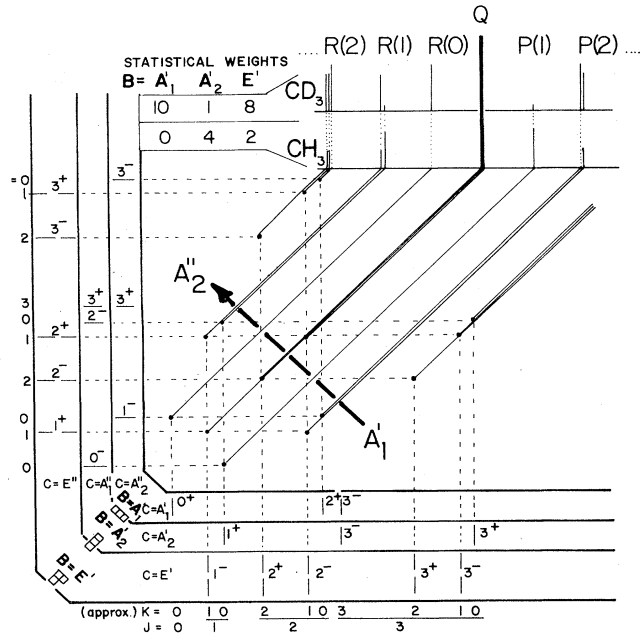 Q
.... R(2) R(1) R(0) P(1) P(2) ....
STATISTICAL WEIGHTS
B= A'₁ A'₂ E'
10 1 8 CD₃
0 4 2 CH₃
=0 3⁻
1 3⁺
2 3⁻
3 3⁺ 3⁺
0 2⁻
1 2⁺
2 2⁻
0 1⁻
1 1⁺
0 0⁻
A"₂
A'₁
C=E" C=A"₁ C=A"₂
B=A'₁ C=A'₁ 0⁺ 2⁺ 3⁻
B=A'₂ C=A'₂ 1⁺ 3⁻ 3⁺
B=E' C=E' 1⁻ 2⁺ 2⁻ 3⁺ 3⁻
(approx.) K= 0 1 0 2 1 0 3 2 1 0
J= 0 1 2 3